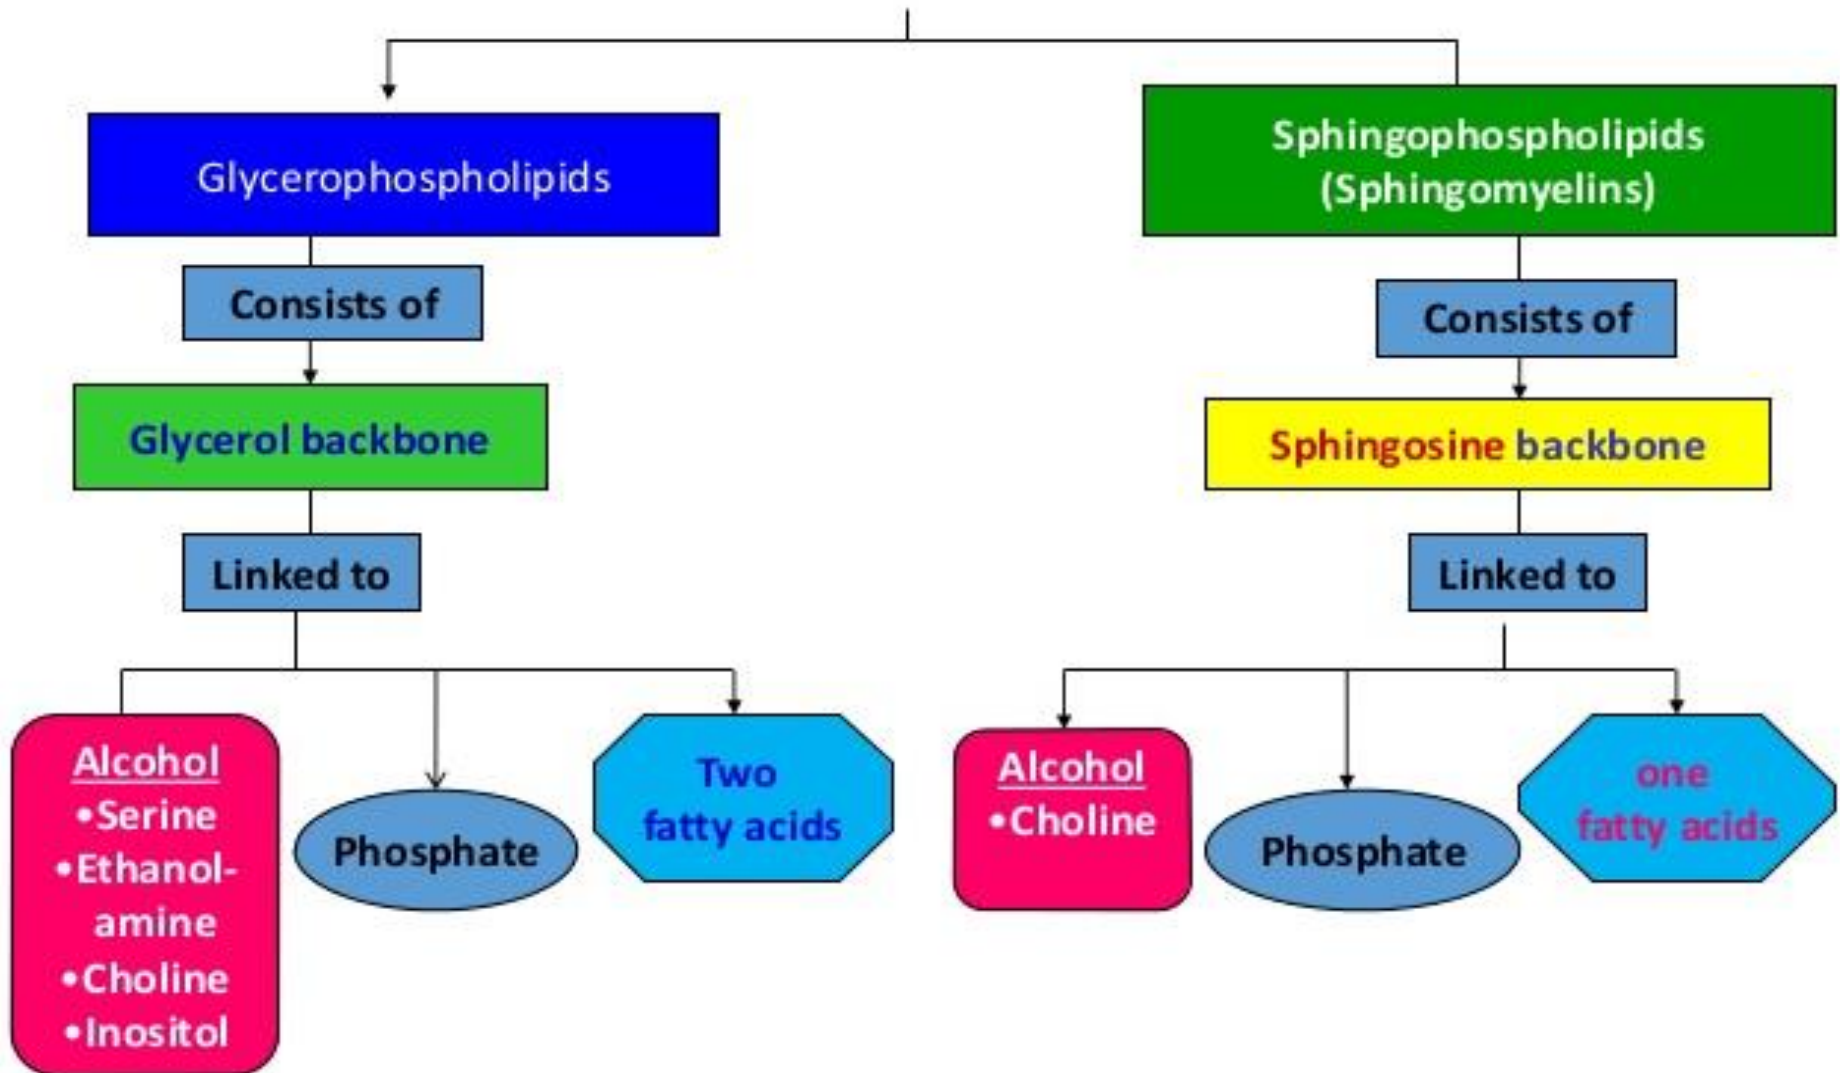 Glycerophospholipids
Consists of
Glycerol backbone
Linked to
Alcohol
•Serine
•Ethanol-
amine
•Choline
•Inositol
Phosphate
Two
fatty acids
Sphingophospholipids
(Sphingomyelins)
Consists of
Sphingosine backbone
Linked to
Alcohol
•Choline
Phosphate
one
fatty acids